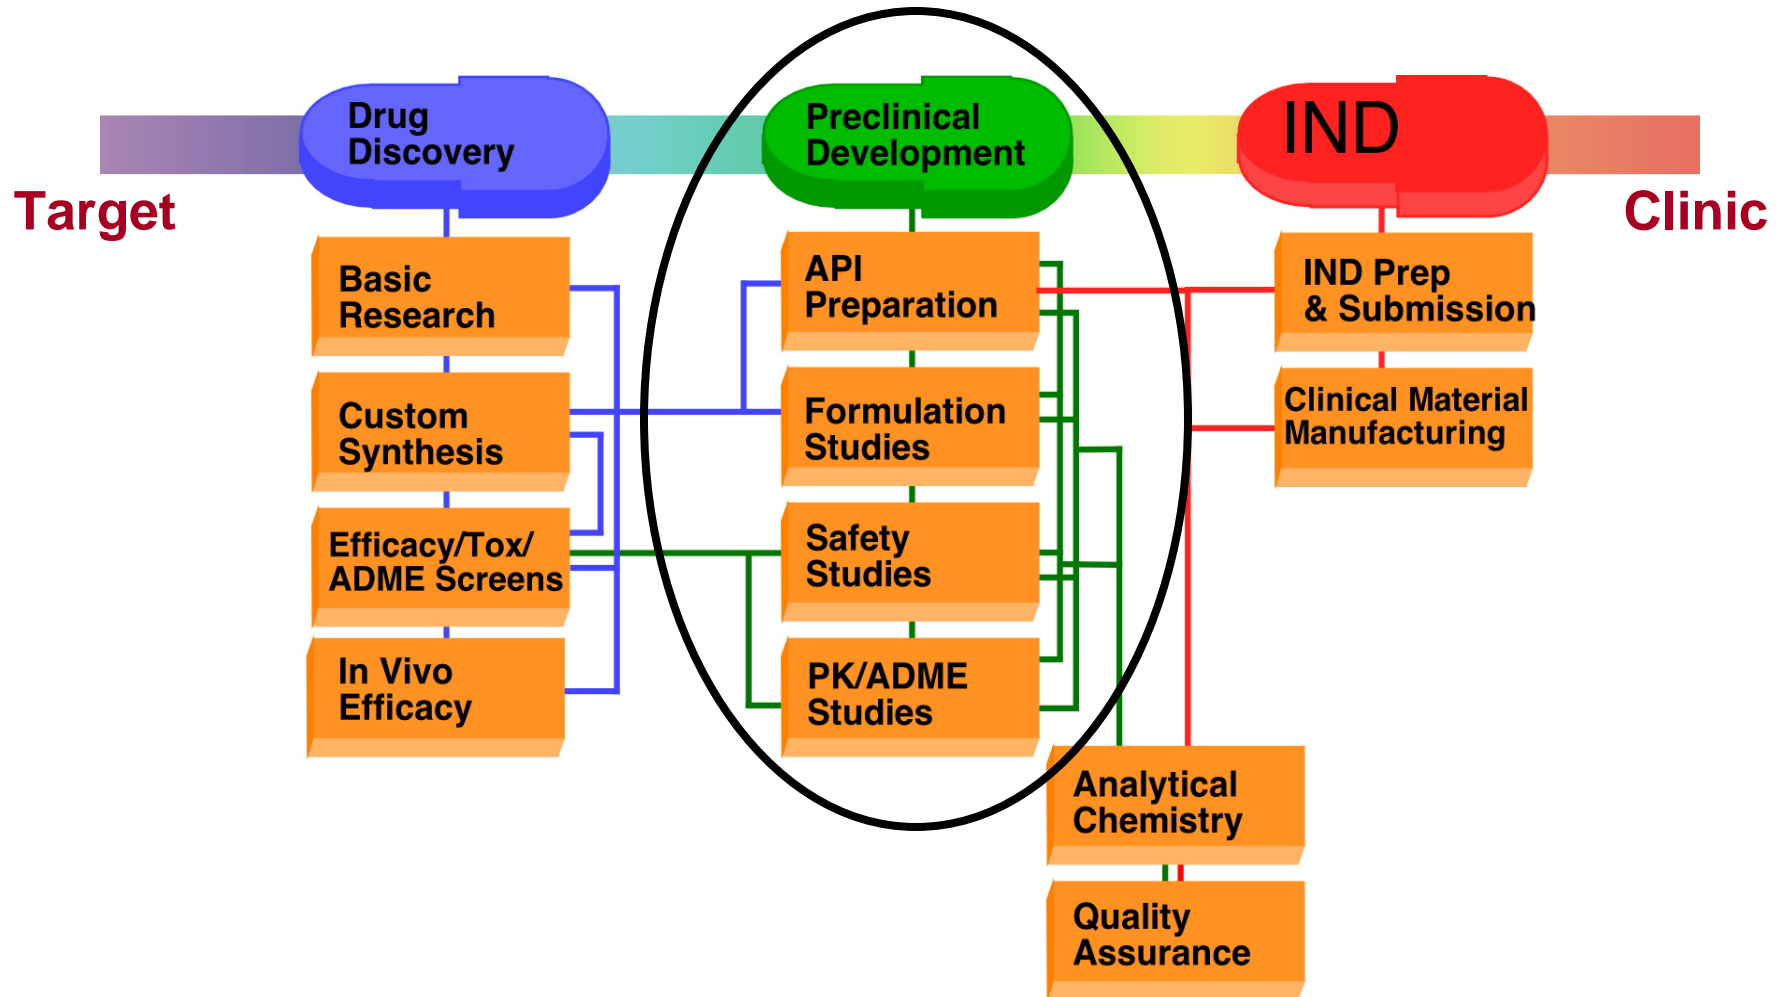 Drug
Discovery
Preclinical
Development
IND
Target
Clinic
Basic
Research
Custom
Synthesis
Efficacy/Tox/
ADME Screens
In Vivo
Efficacy
API
Preparation
Formulation
Studies
Safety
Studies
PK/ADME
Studies
IND Prep
& Submission
Clinical Material
Manufacturing
Analytical
Chemistry
Quality
Assurance